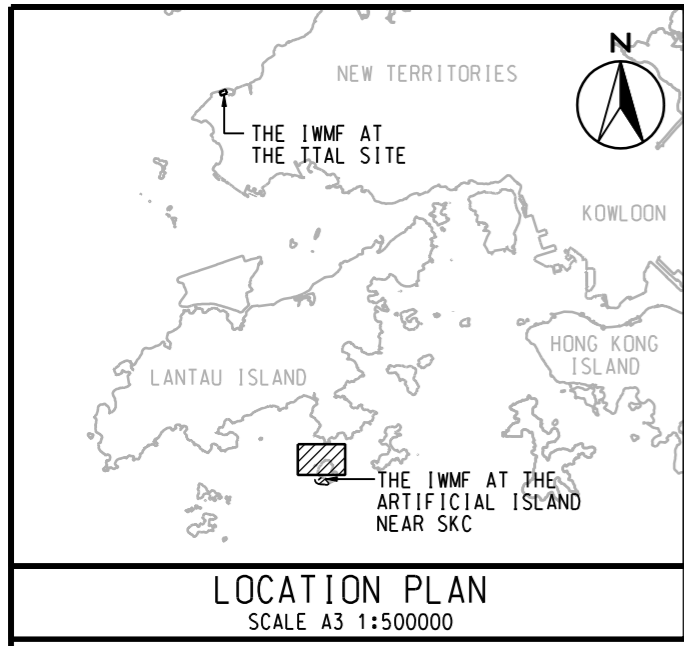 N
NEW TERRITORIES
THE IWMF AT
THE TTAL SITE
KOWLOON
HONG KONG
ISLAND
LANTAU ISLAND
THE IWMF AT THE
ARTIFICIAL ISLAND
NEAR SKC
LOCATION PLAN
SCALE A3 1:500000